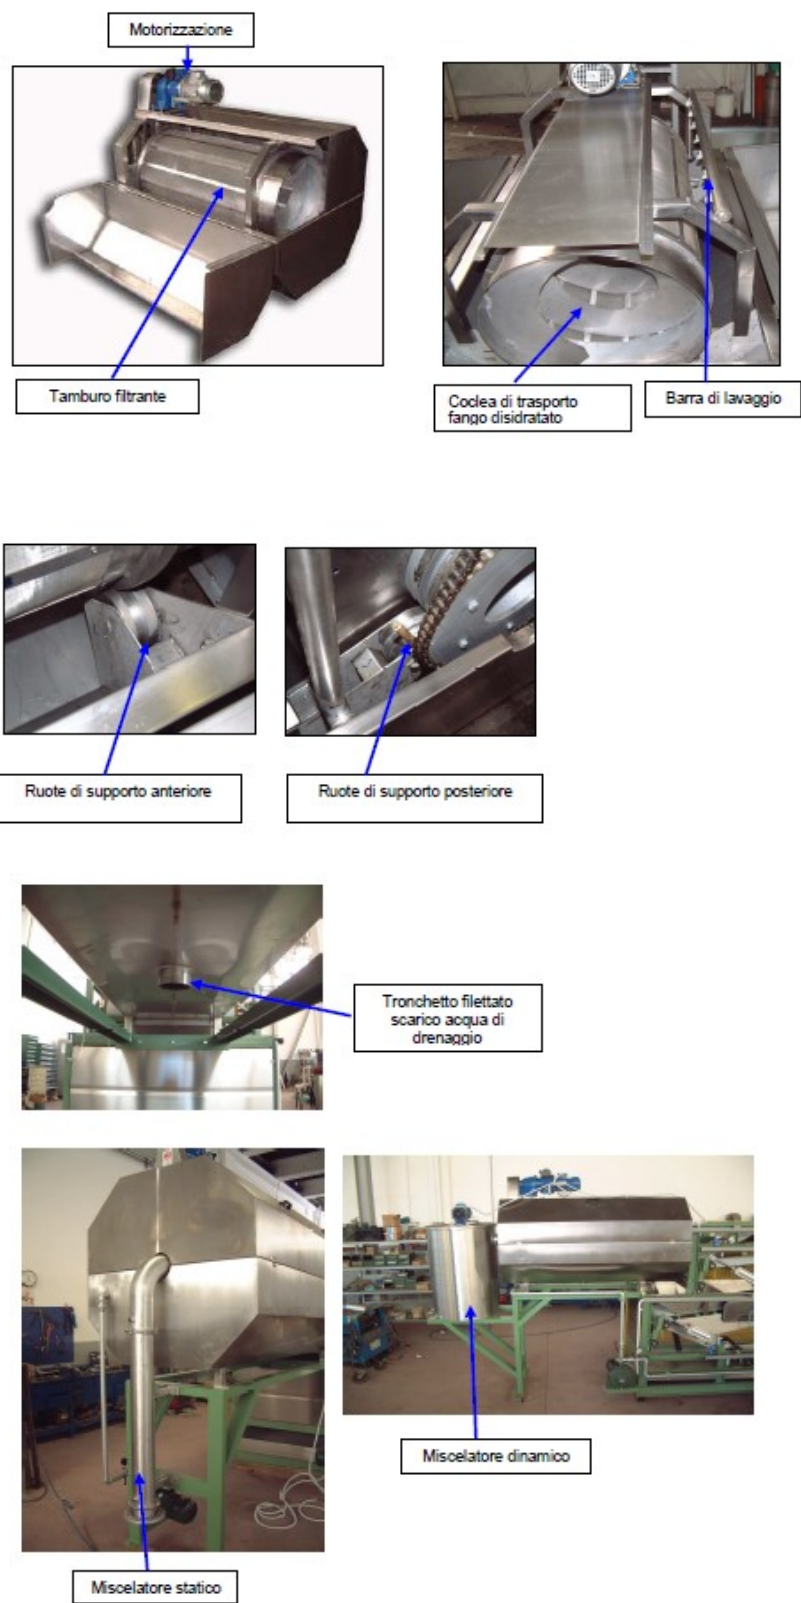 Motorizzazione
Tamburo filtrante
Coclea di trasporto
fango disidratato
Barra di lavaggio
Ruote di supporto anteriore
Ruote di supporto posteriore
Tronchetto filettato
scarico acqua di
drenaggio
Miscelatore dinamico
Miscelatore statico